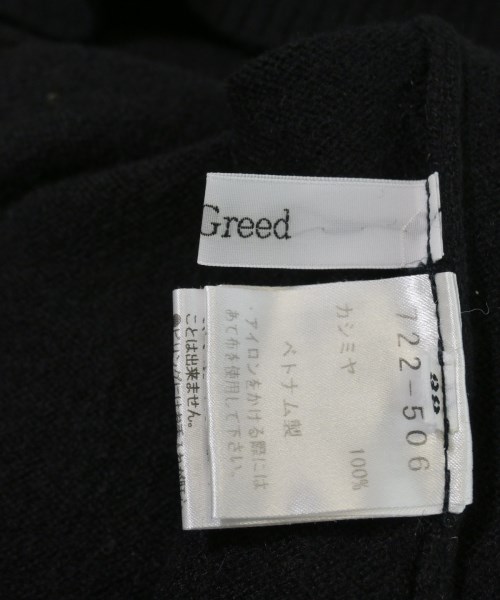 Greed
722-506
カシミヤ 100%
ベトナム製
・アイロンをかける際には
あて布を使用して下さい。
ことは出来ません。